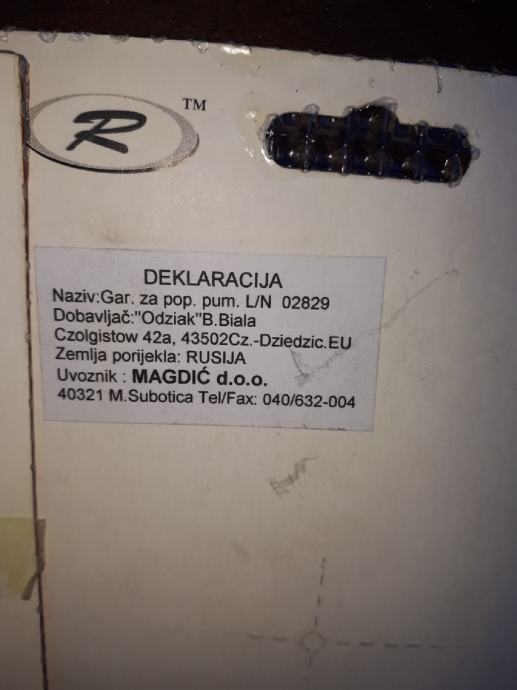 R TM
DEKLARACIJA
Naziv:Gar. za pop. pum. L/N 02829
Dobavljač:"Odziak"B.Biala
Czolgistow 42a, 43502Cz.-Dziedzic.EU
Zemlja porijekla: RUSIJA
Uvoznik : MAGDIĆ d.o.o.
40321 M.Subotica Tel/Fax: 040/632-004